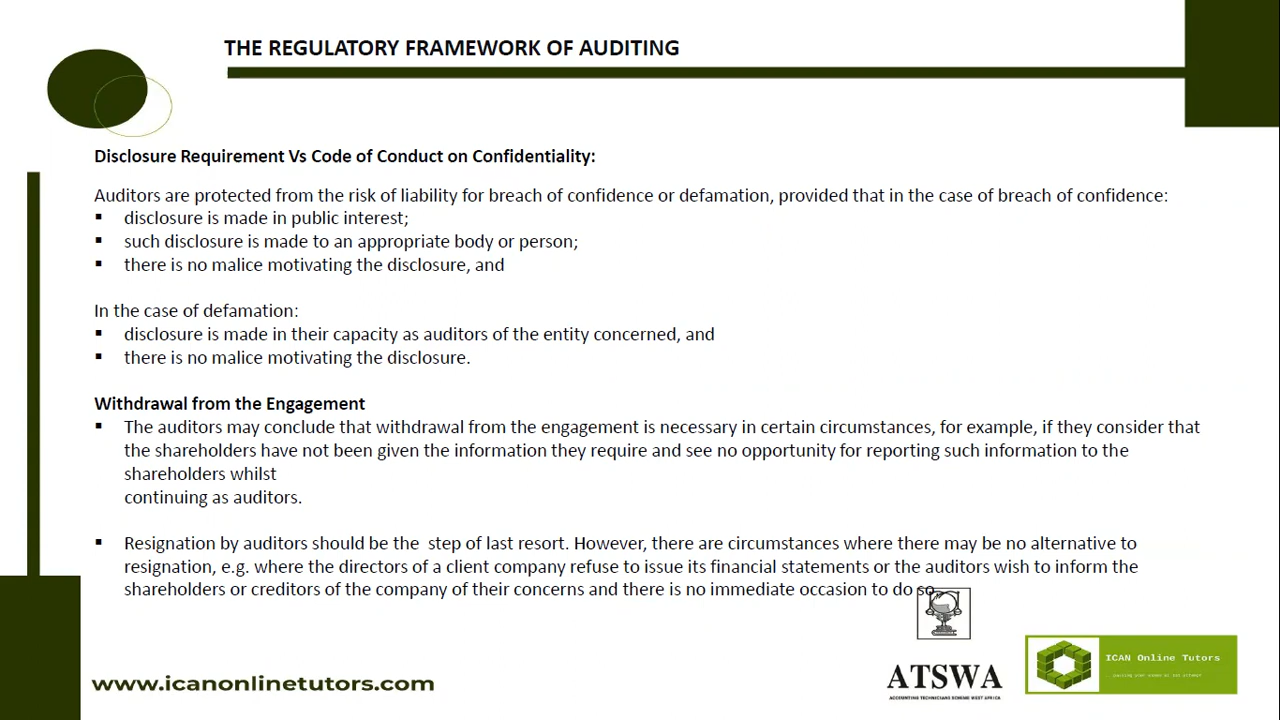 THE REGULATORY FRAMEWORK OF AUDITING
Disclosure Requirement Vs Code of Conduct on Confidentiality:
Auditors are protected from the risk of liability for breach of confidence or defamation, provided that in the case of breach of confidence:
▪ disclosure is made in public interest;
▪ such disclosure is made to an appropriate body or person;
▪ there is no malice motivating the disclosure, and
In the case of defamation:
▪ disclosure is made in their capacity as auditors of the entity concerned, and
▪ there is no malice motivating the disclosure.
Withdrawal from the Engagement
▪ The auditors may conclude that withdrawal from the engagement is necessary in certain circumstances, for example, if they consider that
the shareholders have not been given the information they require and see no opportunity for reporting such information to the
shareholders whilst
continuing as auditors.
▪ Resignation by auditors should be the step of last resort. However, there are circumstances where there may be no alternative to
resignation, e.g. where the directors of a client company refuse to issue its financial statements or the auditors wish to inform the
shareholders or creditors of the company of their concerns and there is no immediate occasion to do so
www.icanonlinetutors.com
ATSWA
ACCOUNTING TECHNICIANS SCHEME WEST AFRICA
ICAN Online Tutors